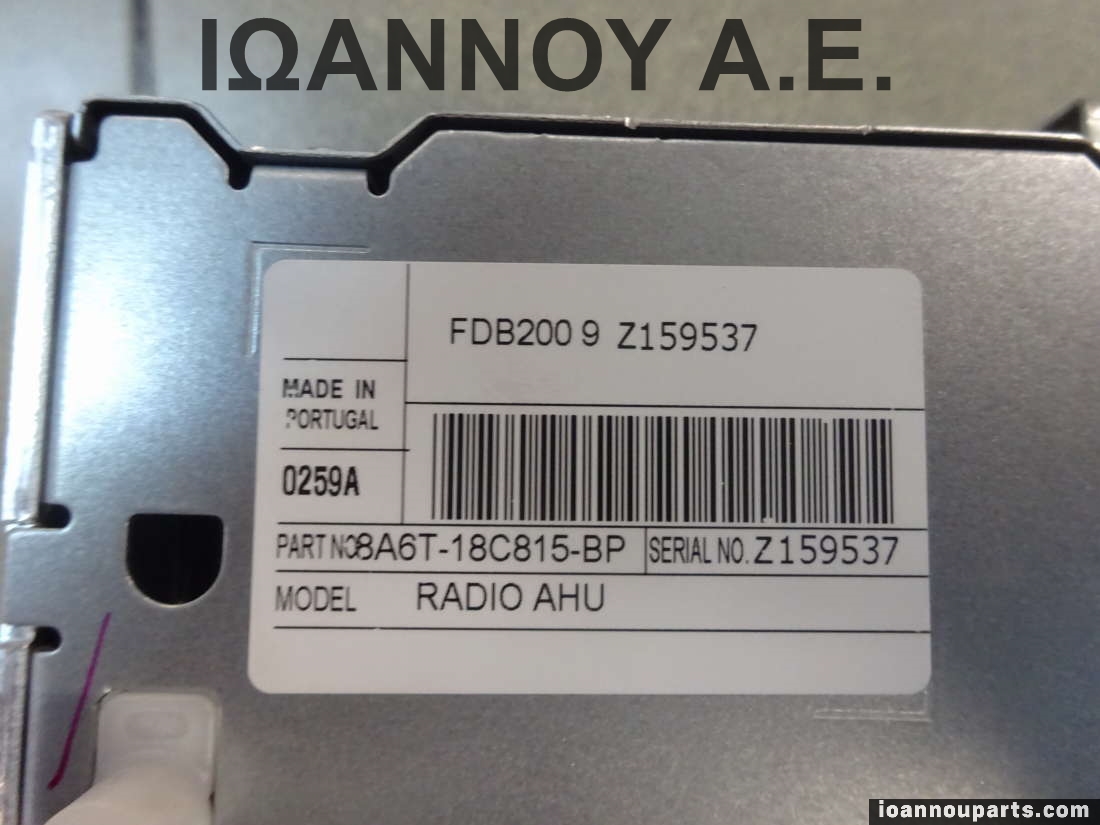 ΙΩΑΝΝΟΥ Α.Ε.
FDB200 9 Z159537
MADE IN
PORTUGAL
0259A
PART NO 8A6T-18C815-BP SERIAL NO. Z159537
MODEL RADIO AHU
ioannouparts.com